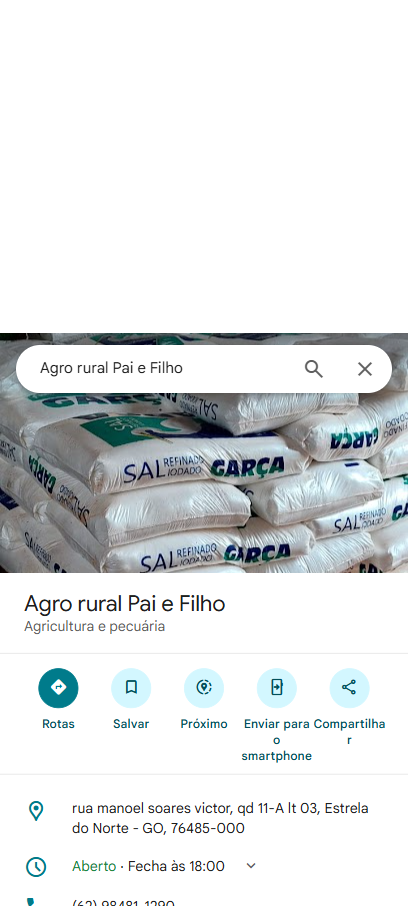 Agro rural Pai e Filho
SAL REFINADO IODADO GARÇA
GARÇA
SAL REFINADO IODADO
SAL REFINADO IODADO GARÇA
Agro rural Pai e Filho
Agricultura e pecuária
Rotas
Salvar
Próximo
Enviar para o smartphone
Compartilhar
rua manoel soares victor, qd 11-A lt 03, Estrela
do Norte - GO, 76485-000
Aberto · Fecha às 18:00
(62) 98481-1290